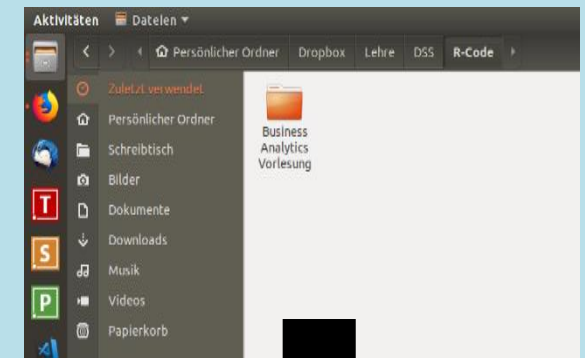 Aktivitäten Dateien
Persönlicher Ordner Dropbox Lehre DSS R-Code
Zuletzt verwendet
Persönlicher Ordner
Schreibtisch
Bilder
Dokumente
Downloads
Musik
Videos
Papierkorb
Business
Analytics
Vorlesung
T
S
P